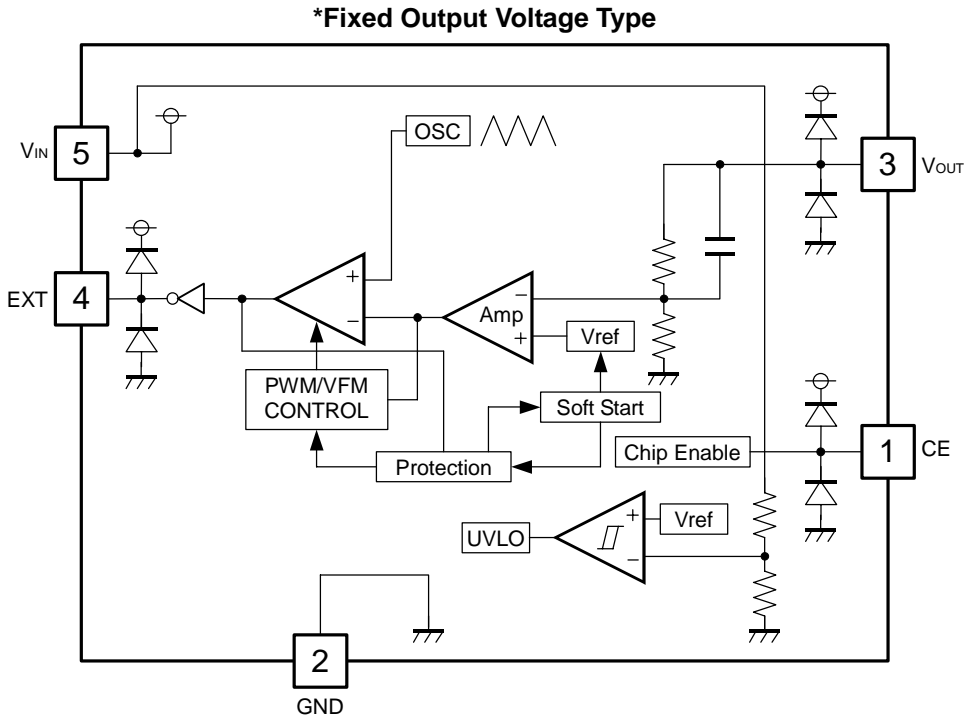 *Fixed Output Voltage Type
OSC
VIN
5
3
VOUT
EXT
4
+
−
Amp
−
+
Vref
PWM/VFM
CONTROL
Soft Start
Protection
Chip Enable
1
CE
UVLO
+
−
Vref
2
GND